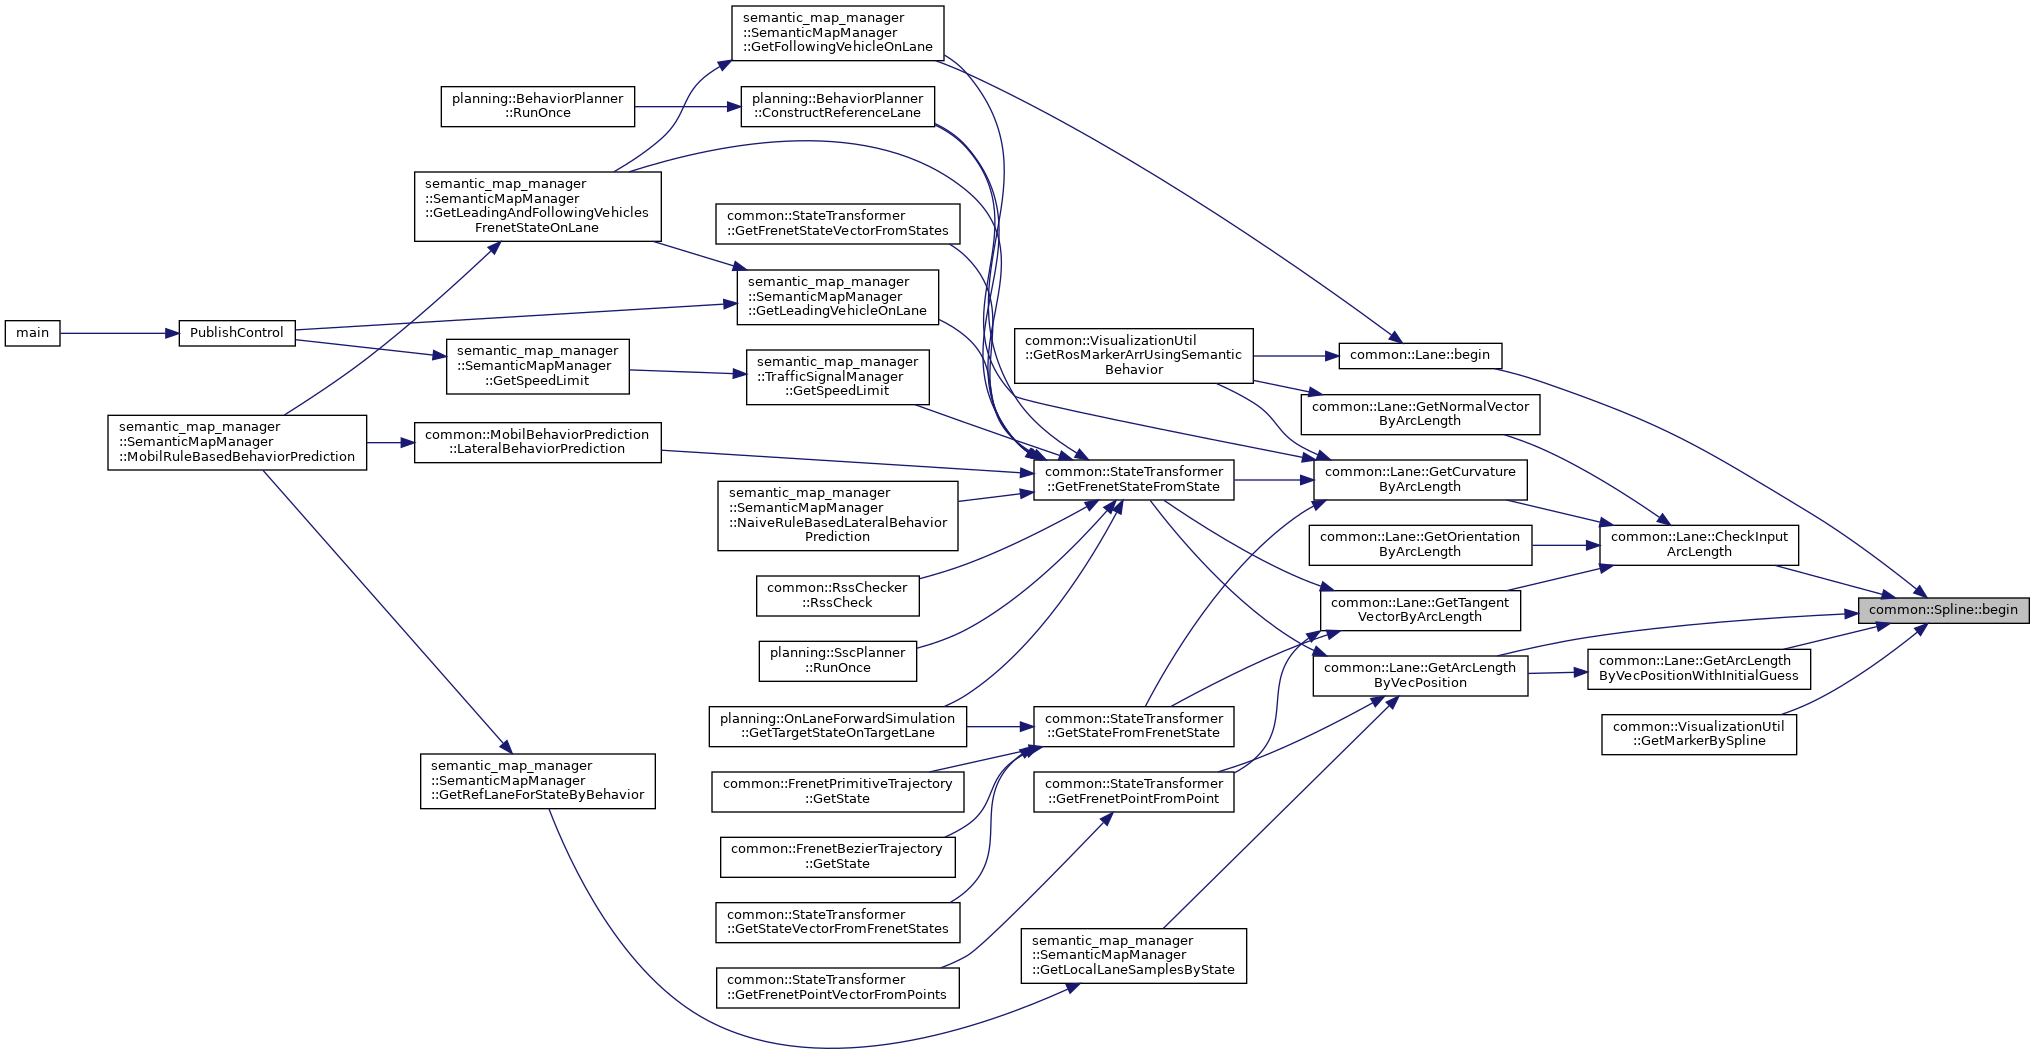 semantic_map_manager
::SemanticMapManager
::GetFollowingVehicleOnLane
planning::BehaviorPlanner
::RunOnce
planning::BehaviorPlanner
::ConstructReferenceLane
semantic_map_manager
::SemanticMapManager
::GetLeadingAndFollowingVehicles
FrenetStateOnLane
common::StateTransformer
::GetFrenetStateVectorFromStates
semantic_map_manager
::SemanticMapManager
::GetLeadingVehicleOnLane
main
PublishControl
semantic_map_manager
::SemanticMapManager
::GetSpeedLimit
semantic_map_manager
::TrafficSignalManager
::GetSpeedLimit
common::VisualizationUtil
::GetRosMarkerArrUsingSemantic
Behavior
common::Lane::begin
common::Lane::GetNormalVector
ByArcLength
semantic_map_manager
::SemanticMapManager
::MobilRuleBasedBehaviorPrediction
common::MobilBehaviorPrediction
::LateralBehaviorPrediction
common::StateTransformer
::GetFrenetStateFromState
common::Lane::GetCurvature
ByArcLength
semantic_map_manager
::SemanticMapManager
::NaiveRuleBasedLateralBehavior
Prediction
common::Lane::GetOrientation
ByArcLength
common::Lane::CheckInput
ArcLength
common::RssChecker
::RssCheck
common::Lane::GetTangent
VectorByArcLength
common::Spline::begin
planning::SscPlanner
::RunOnce
common::Lane::GetArcLength
ByVecPosition
common::Lane::GetArcLength
ByVecPositionWithInitialGuess
planning::OnLaneForwardSimulation
::GetTargetStateOnTargetLane
common::StateTransformer
::GetStateFromFrenetState
common::VisualizationUtil
::GetMarkerBySpline
semantic_map_manager
::SemanticMapManager
::GetRefLaneForStateByBehavior
common::FrenetPrimitiveTrajectory
::GetState
common::StateTransformer
::GetFrenetPointFromPoint
common::FrenetBezierTrajectory
::GetState
common::StateTransformer
::GetStateVectorFromFrenetStates
semantic_map_manager
::SemanticMapManager
::GetLocalLaneSamplesByState
common::StateTransformer
::GetFrenetPointVectorFromPoints